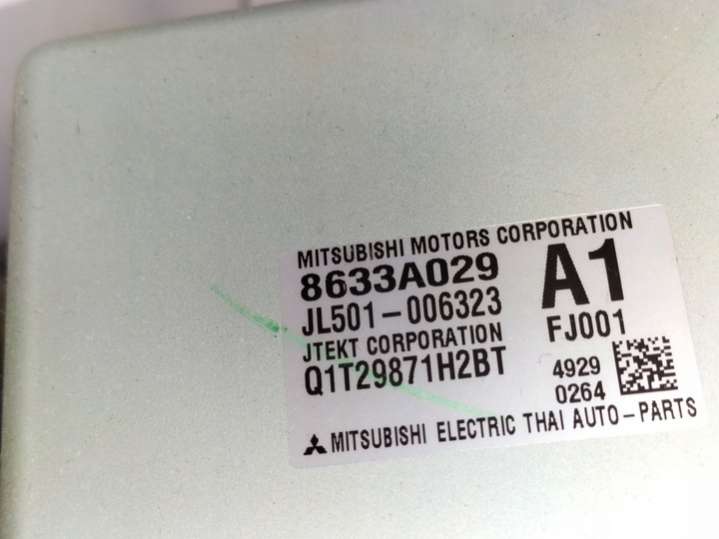 MITSUBISHI MOTORS CORPORATION
8633A029 A1
JL501-006323
JTEKT CORPORATION FJ001
Q1T29871H2BT 4929
0264
MITSUBISHI ELECTRIC THAI AUTO-PARTS